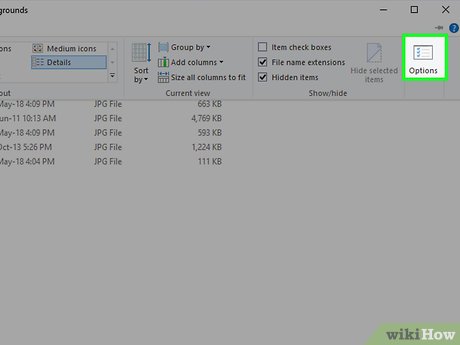 grounds
ons
Medium icons
Details
out
Sort by
Group by
Add columns
Size all columns to fit
Current view
Item check boxes
File name extensions
Hidden items
Hide selected items
Show/hide
Options
May-18 4:09 PM JPG File 663 KB
un-11 10:13 AM JPG File 4,769 KB
May-18 4:09 PM JPG File 593 KB
Oct-13 5:26 PM JPG File 1,224 KB
May-18 4:04 PM JPG File 111 KB
wikiHow